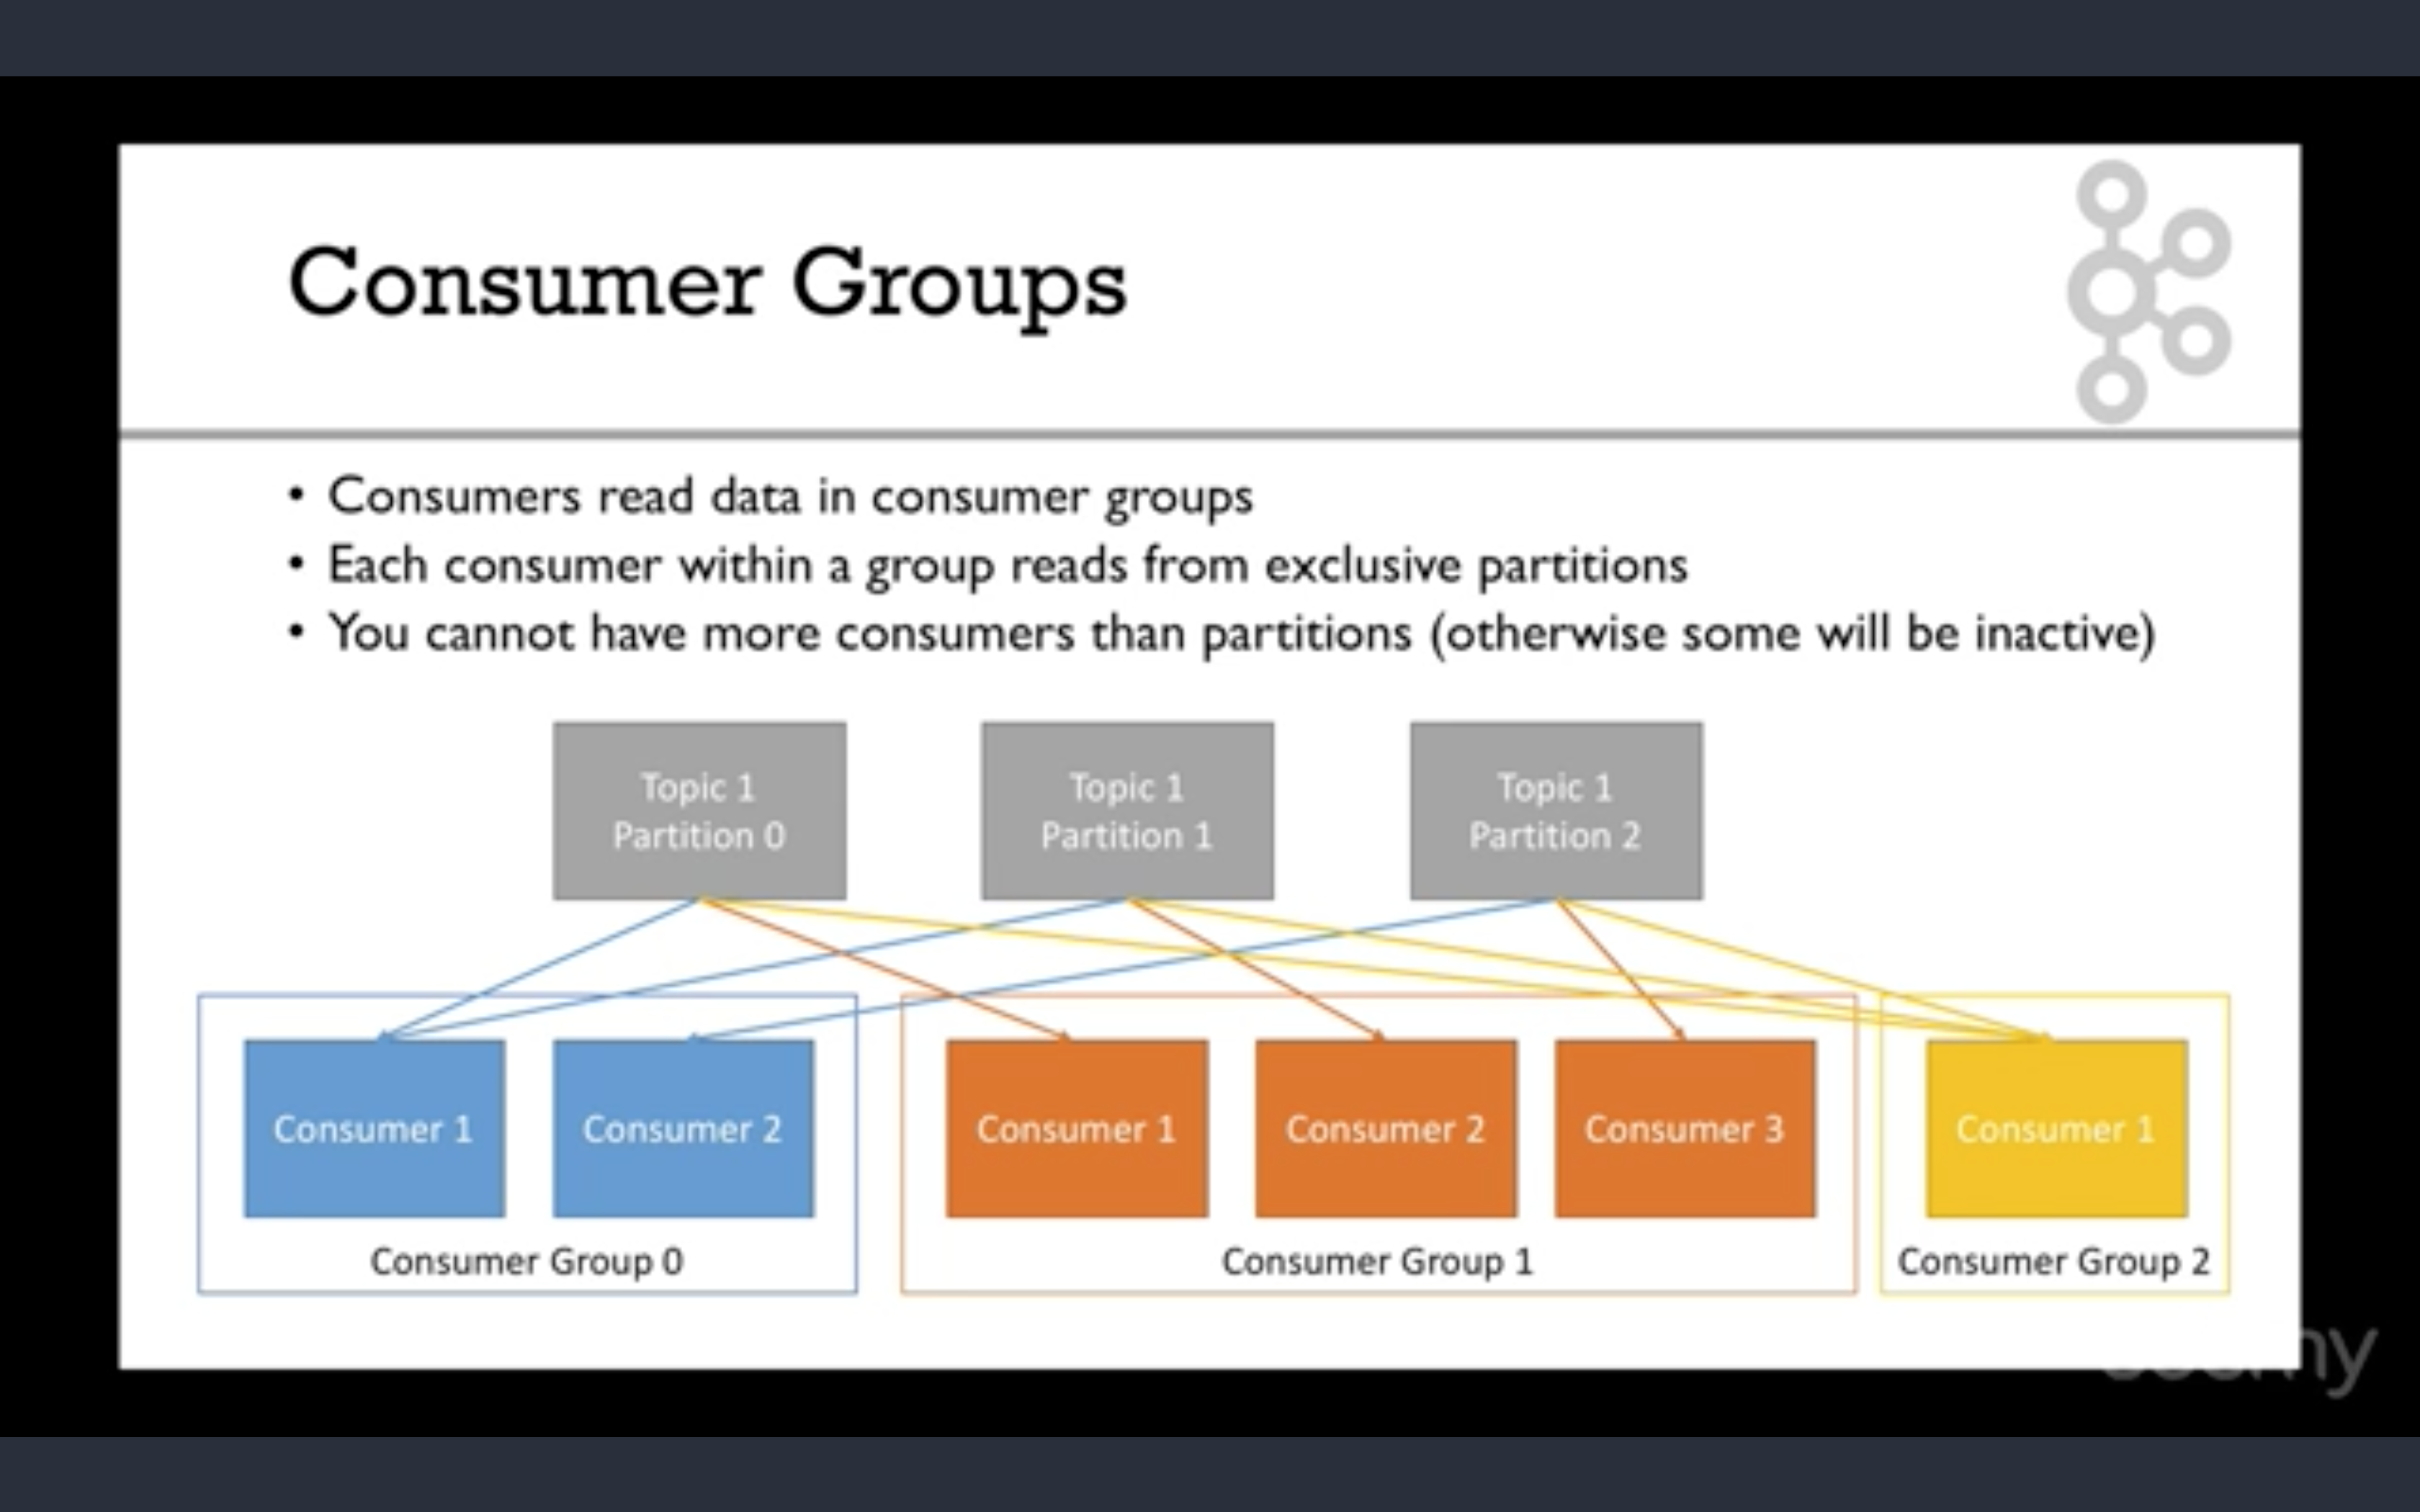 Consumer Groups
• Consumers read data in consumer groups
• Each consumer within a group reads from exclusive partitions
• You cannot have more consumers than partitions (otherwise some will be inactive)
Topic 1
Partition 0
Topic 1
Partition 1
Topic 1
Partition 2
Consumer 1
Consumer 2
Consumer Group 0
Consumer 1
Consumer 2
Consumer 3
Consumer Group 1
Consumer 1
Consumer Group 2